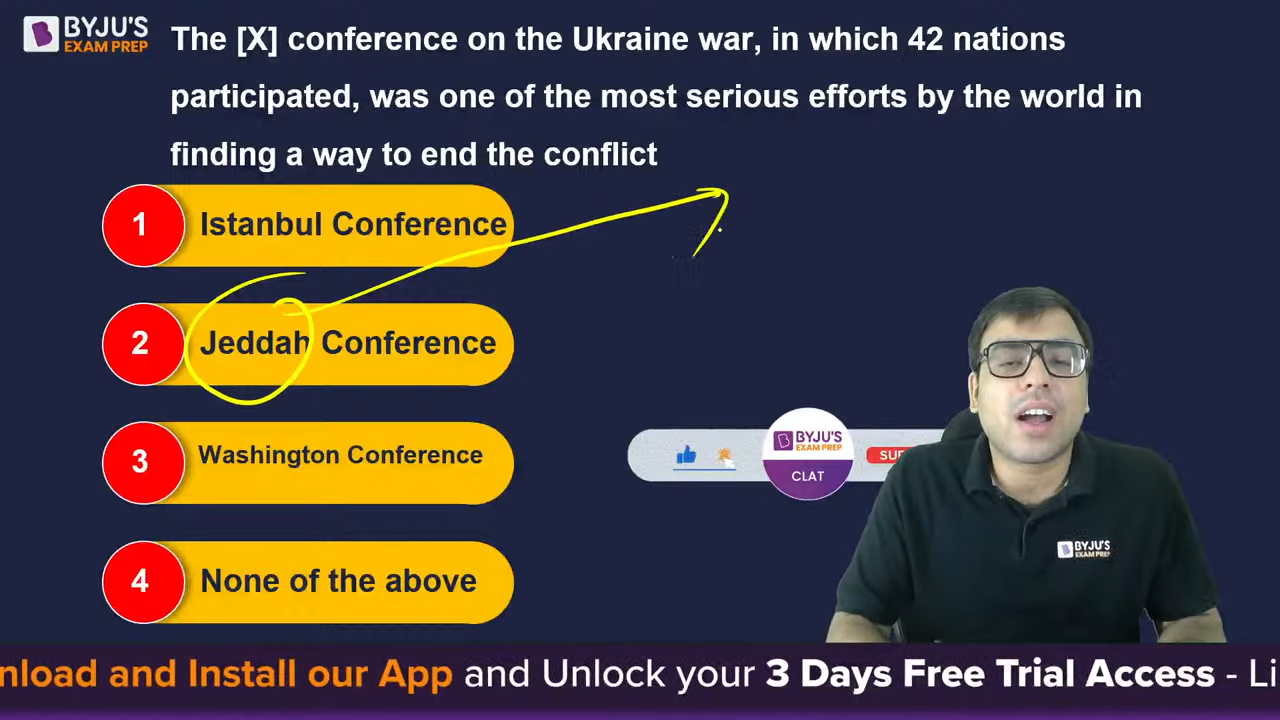 BYJU'S
EXAM PREP
The [X] conference on the Ukraine war, in which 42 nations
participated, was one of the most serious efforts by the world in
finding a way to end the conflict
1 Istanbul Conference
2 Jeddah Conference
3 Washington Conference
4 None of the above
BYJU'S
EXAM PREP
CLAT
SU
BYJU'S
EXAM PREP
nload and Install our App and Unlock your 3 Days Free Trial Access - Li